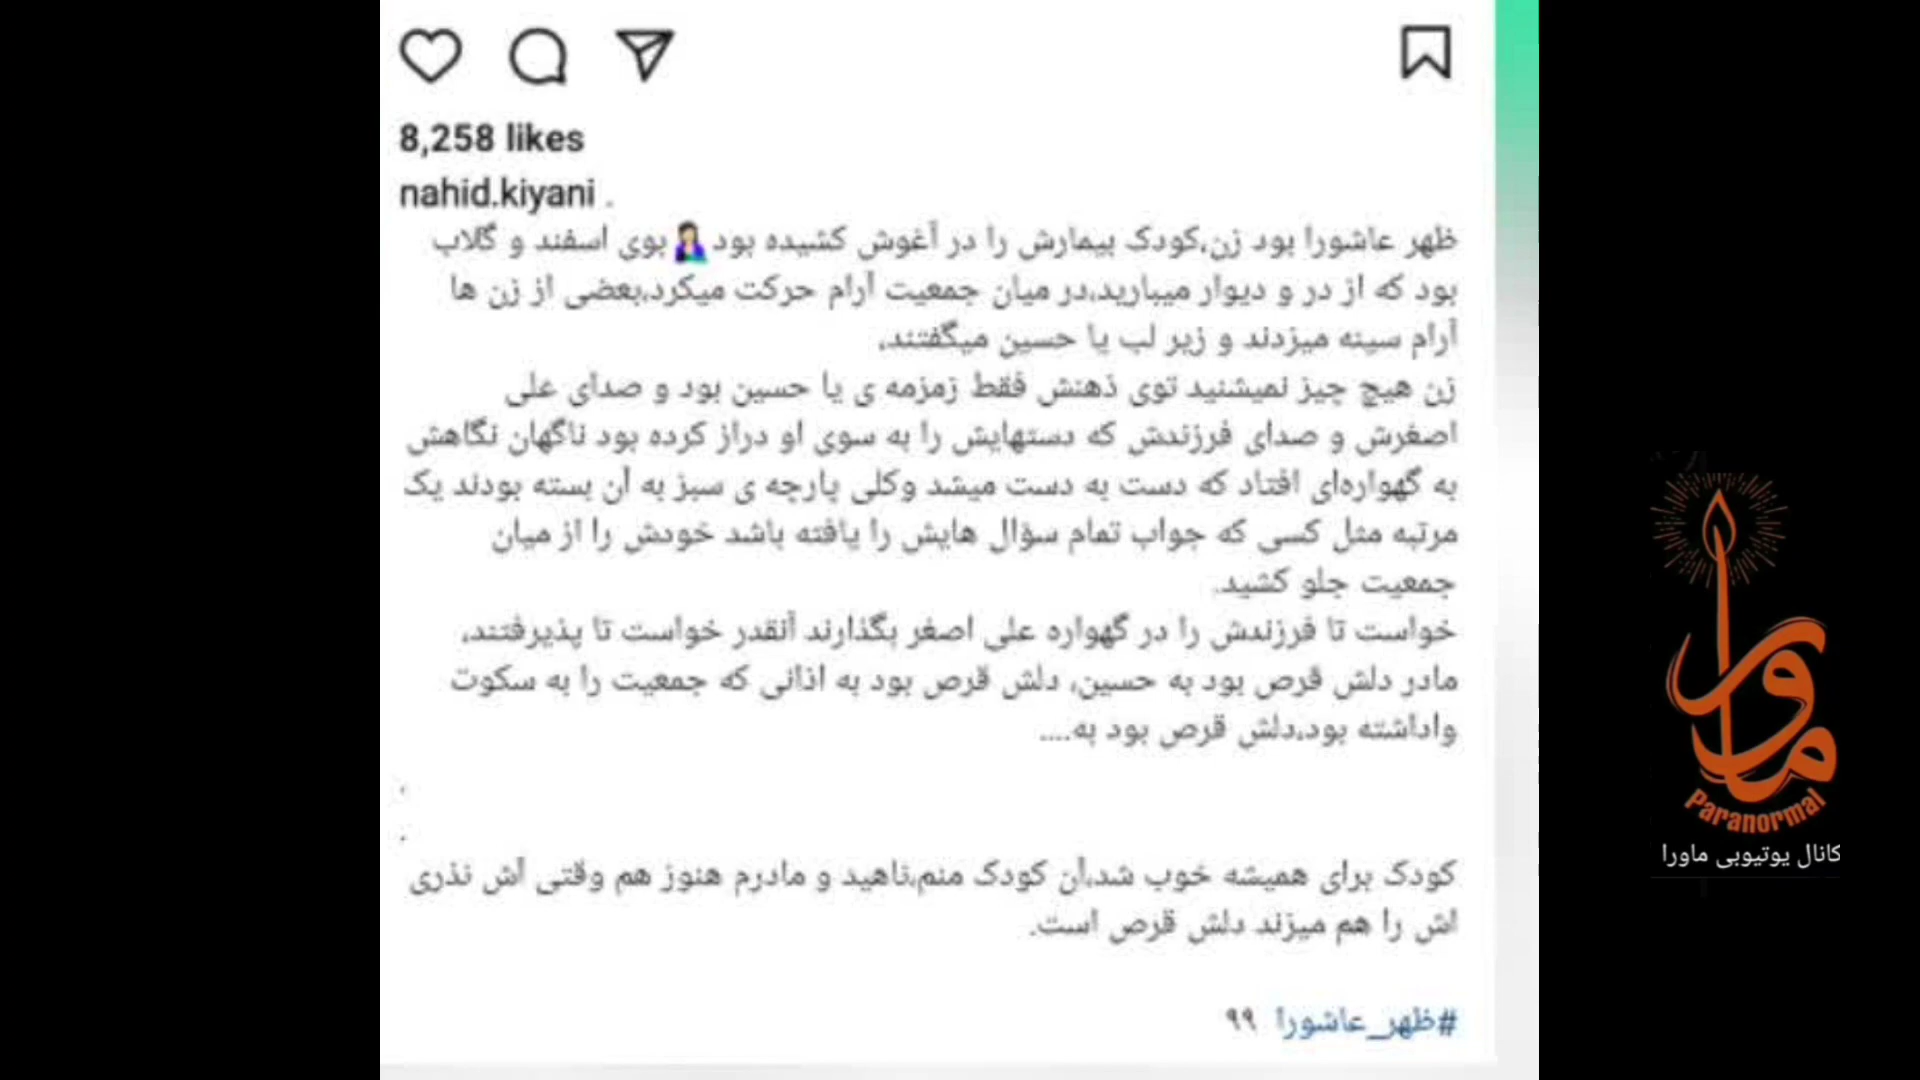 8,258 likes
nahid.kiyani .
ظهر عاشورا بود زن،کودک بیمارش را در آغوش کشیده بود🤱🏻بوی اسفند و گلاب
بود که از در و دیوار میبارید،در میان جمعیت آرام حرکت میکرد،بعضی از زن ها
آرام سینه میزدند و زیر لب یا حسین میگفتند،
زن هیچ چیز نمیشنید توی ذهنش فقط زمزمه ی یا حسین بود و صدای علی
اصغرش و صدای فرزندش که دستهایش را به سوی او دراز کرده بود ناگهان نگاهش
به گهواره‌ای افتاد که دست به دست میشد وکلی پارچه ی سبز به آن بسته بودند یک
مرتبه مثل کسی که جواب تمام سؤال هایش را یافته باشد خودش را از میان
جمعیت جلو کشید.
خواست تا فرزندش را در گهواره علی اصغر بگذارند آنقدر خواست تا پذیرفتند،
مادر دلش قرص بود به حسین، دلش قرص بود به اذانی که جمعیت را به سکوت
واداشته بود،دلش قرص بود به....
،
.
کودک برای همیشه خوب شد،آن کودک منم،ناهید و مادرم هنوز هم وقتی آش نذری
اش را هم میزند دلش قرص است.
#ظهر_عاشورا ۹۹
ماورا
Paranormal
کانال یوتیوبی ماورا